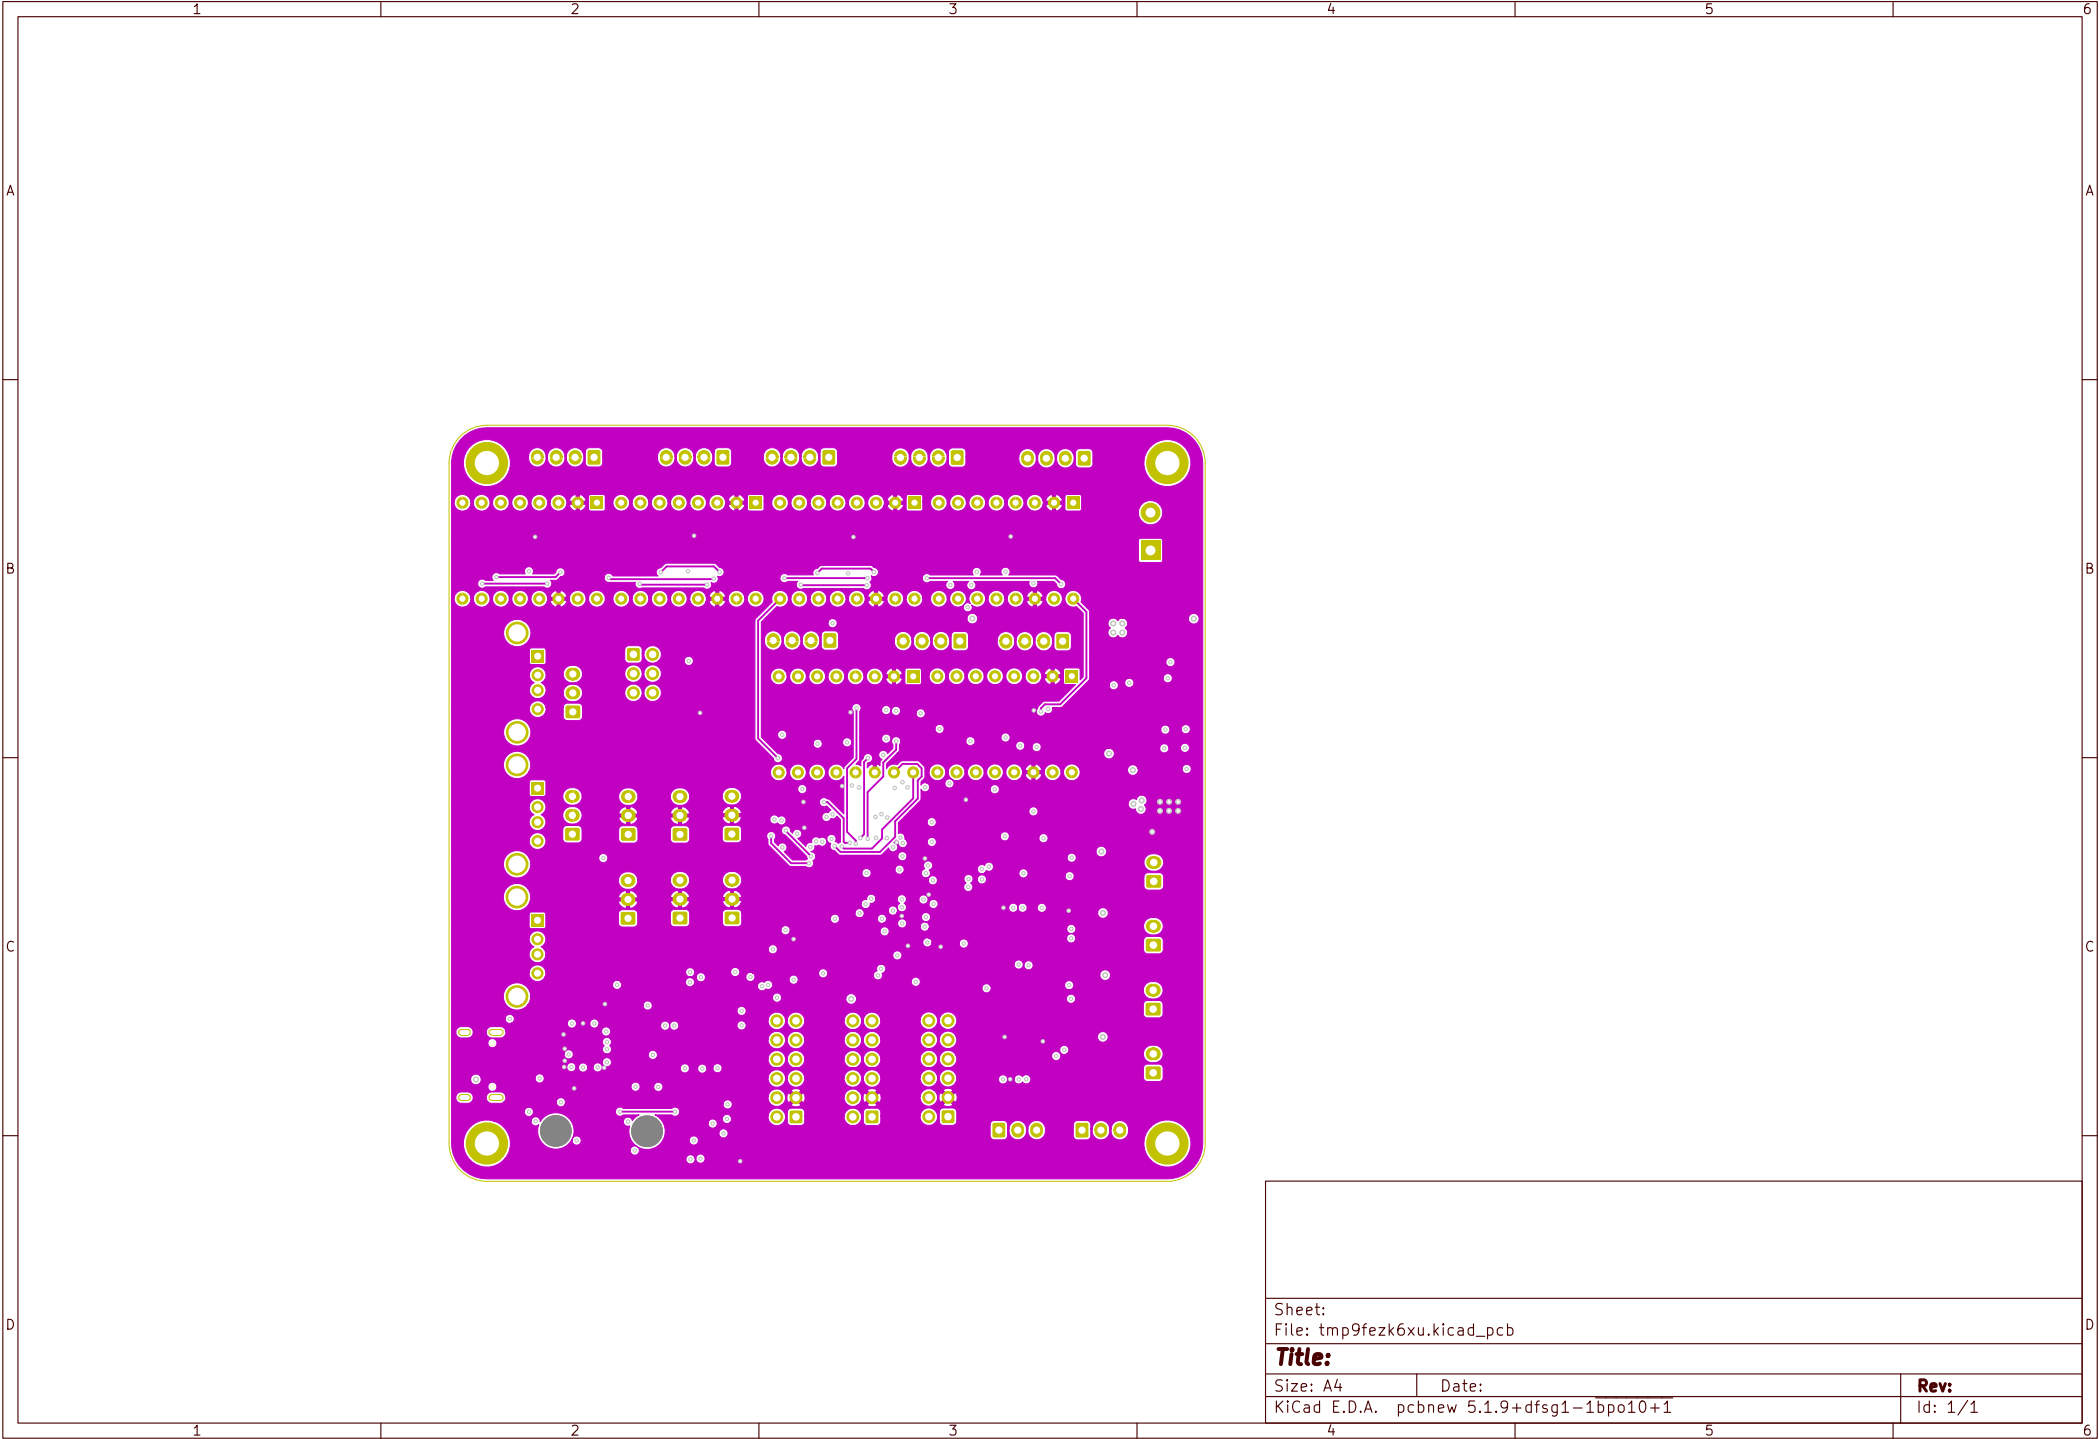 1 2 3 4 5 6
A A
B B
C C
D D
Sheet:
File: tmp9fezk6xu.kicad_pcb
Title:
Size: A4 Date: Rev:
KiCad E.D.A. pcbnew 5.1.9+dfsg1-1bpo10+1 Id: 1/1
1 2 3 4 5 6